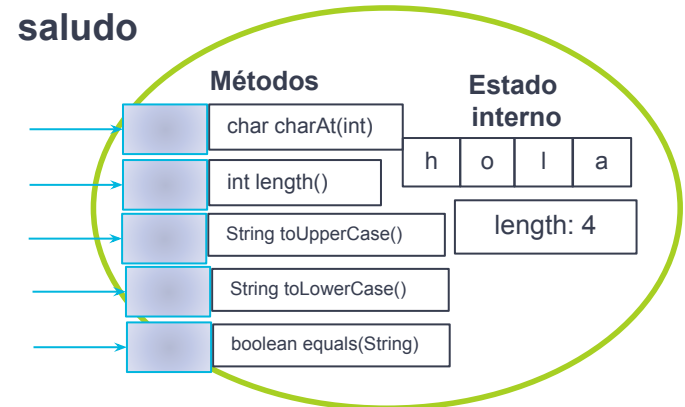 saludo
Métodos
char charAt(int)
int length()
String toUpperCase()
String toLowerCase()
boolean equals(String)
Estado
interno
h o l a
length: 4